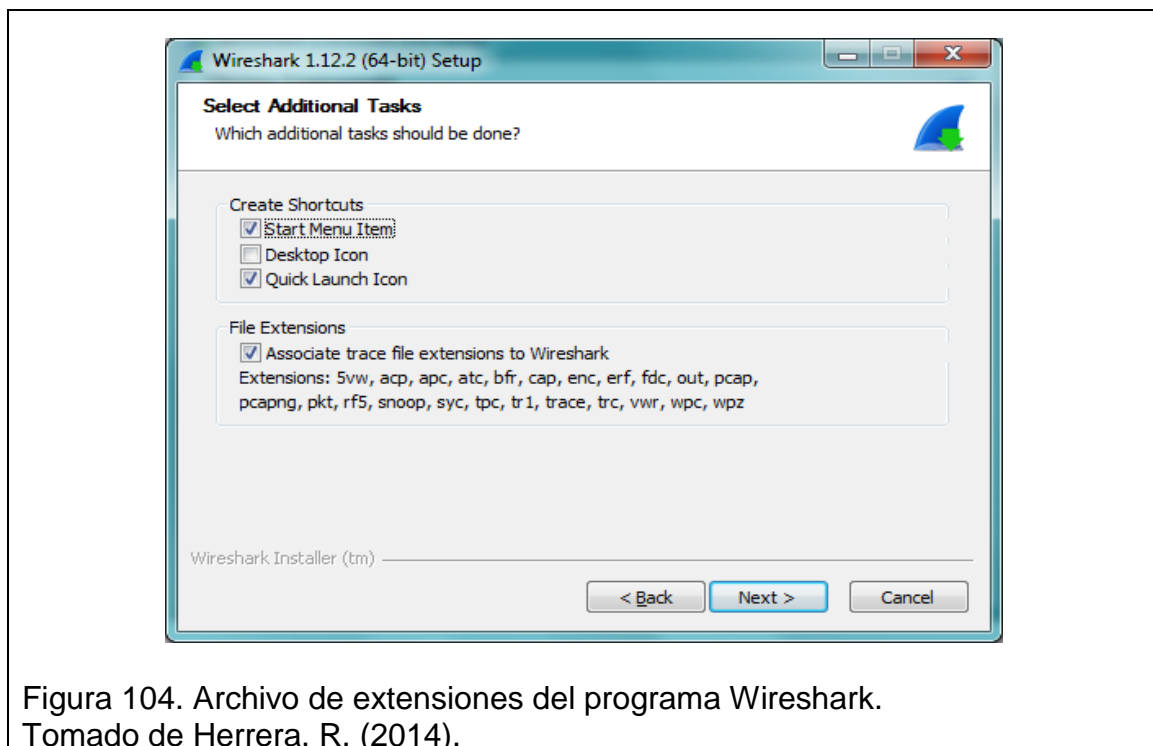 Wireshark 1.12.2 (64-bit) Setup
Select Additional Tasks
Which additional tasks should be done?
Create Shortcuts
Start Menu Item
Desktop Icon
Quick Launch Icon
File Extensions
Associate trace file extensions to Wireshark
Extensions: 5vw, acp, apc, atc, bfr, cap, enc, erf, fdc, out, pcap,
pcapng, pkt, rf5, snoop, syc, tpc, tr1, trace, trc, vwr, wpc, wpz
Wireshark Installer (tm)
< Back Next > Cancel
Figura 104. Archivo de extensiones del programa Wireshark.
Tomado de Herrera, R. (2014).